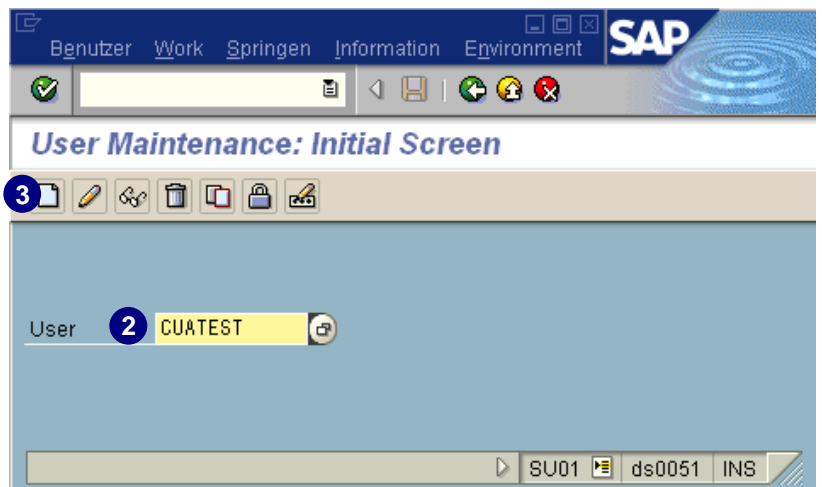 Benutzer Work Springen Information Environment
SAP
User Maintenance: Initial Screen
3
User 2 CUATEST
SU01 ds0051 INS